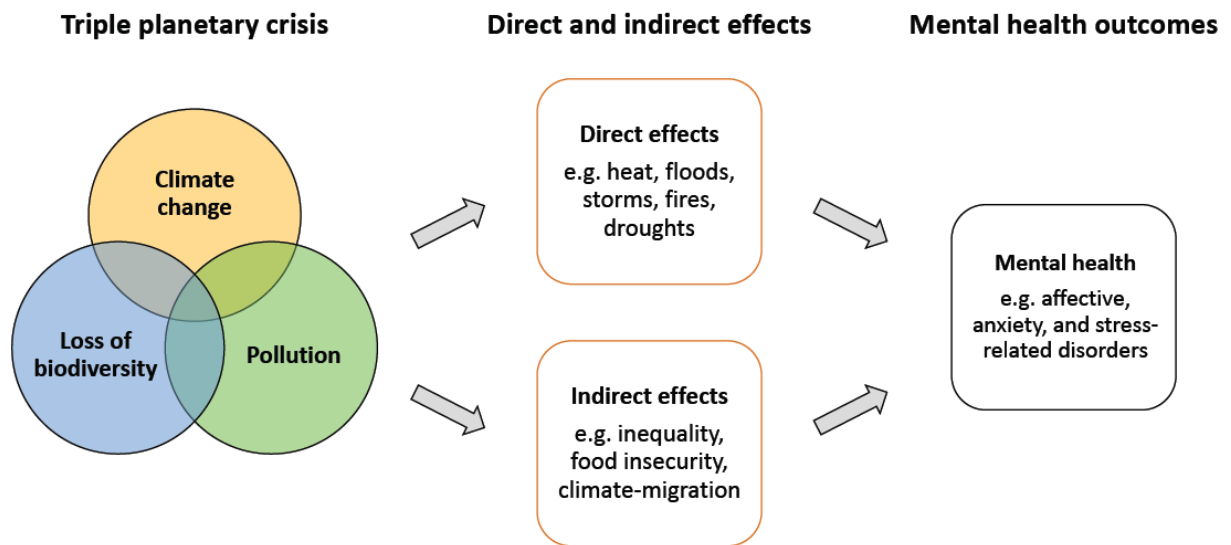 Triple planetary crisis
Direct and indirect effects
Mental health outcomes
Climate
change
Loss of
biodiversity
Pollution
Direct effects
e.g. heat, floods,
storms, fires,
droughts
Indirect effects
e.g. inequality,
food insecurity,
climate-migration
Mental health
e.g. affective,
anxiety, and stress-
related disorders